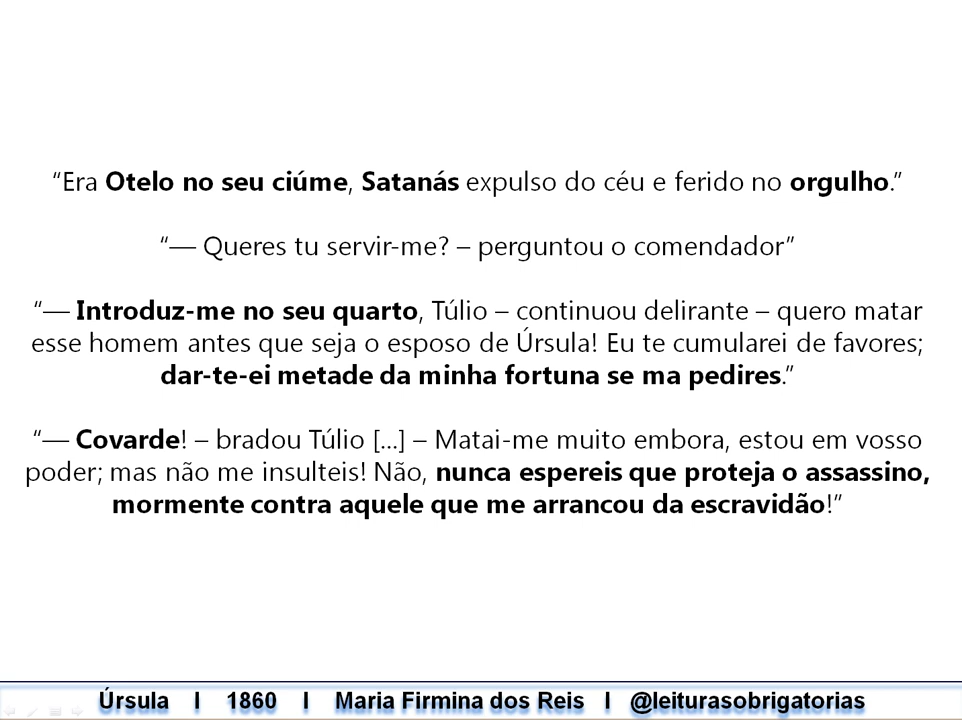 “Era Otelo no seu ciúme, Satanás expulso do céu e ferido no orgulho.”
“— Queres tu servir-me? – perguntou o comendador”
“— Introduz-me no seu quarto, Túlio – continuou delirante – quero matar
esse homem antes que seja o esposo de Úrsula! Eu te cumularei de favores;
dar-te-ei metade da minha fortuna se ma pedires.”
“— Covarde! – bradou Túlio [...] – Matai-me muito embora, estou em vosso
poder; mas não me insulteis! Não, nunca espereis que proteja o assassino,
mormente contra aquele que me arrancou da escravidão!”
Úrsula I 1860 I Maria Firmina dos Reis I @leiturasobrigatorias